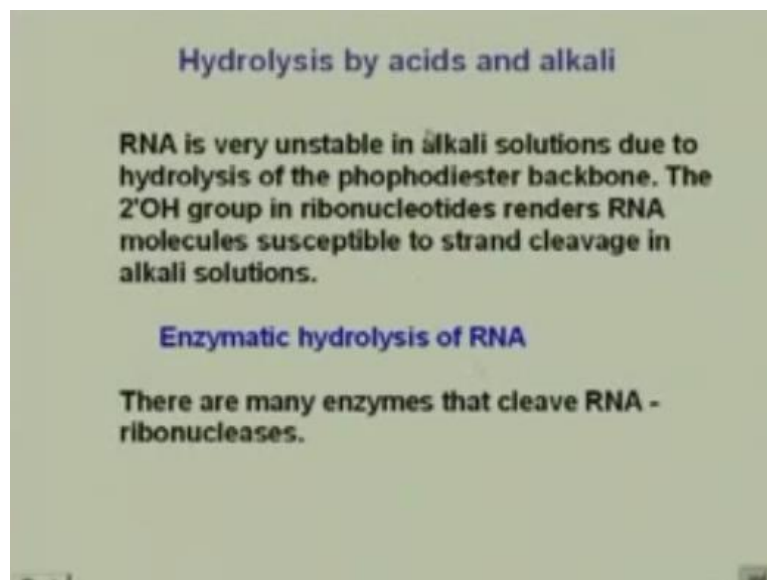 Hydrolysis by acids and alkali
RNA is very unstable in alkali solutions due to
hydrolysis of the phophodiester backbone. The
2'OH group in ribonucleotides renders RNA
molecules susceptible to strand cleavage in
alkali solutions.
Enzymatic hydrolysis of RNA
There are many enzymes that cleave RNA -
ribonucleases.